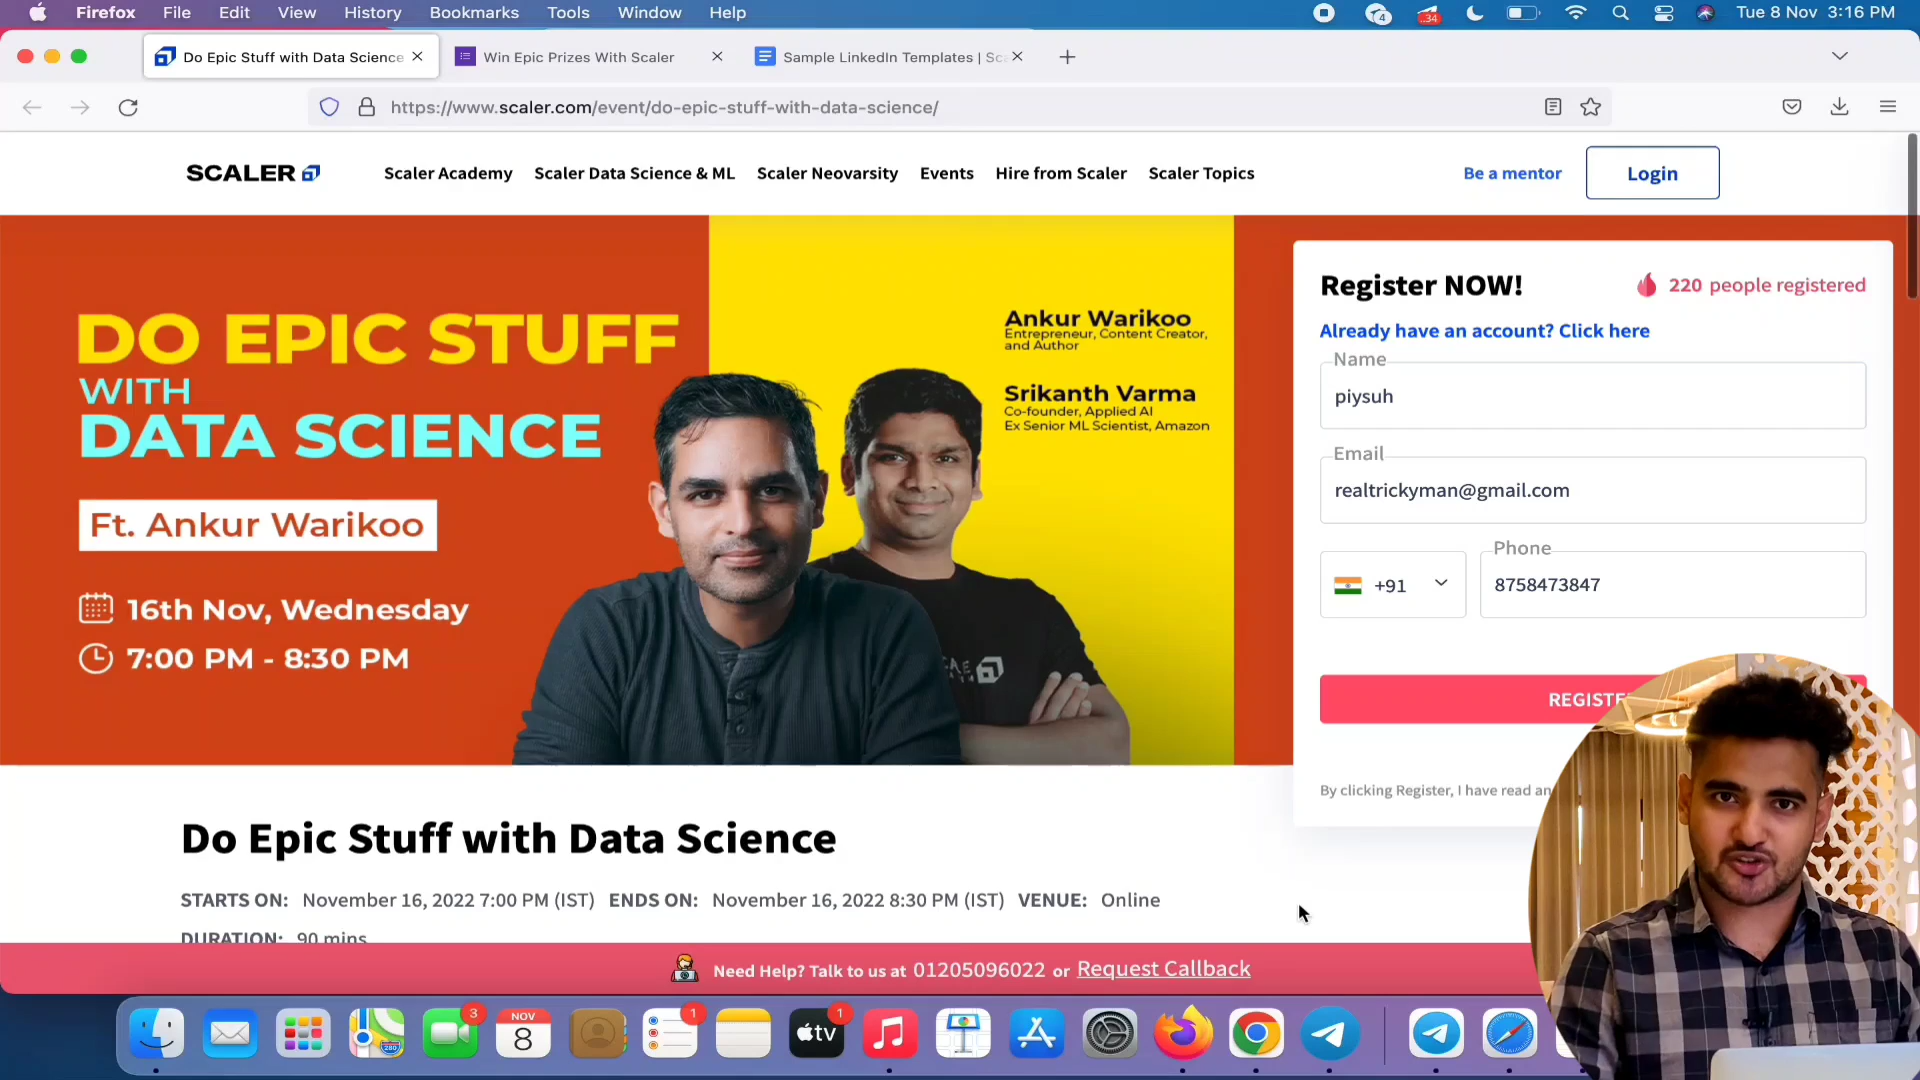 Firefox File Edit View History Bookmarks Tools Window Help
4
34
Tue 8 Nov 3:16 PM
Do Epic Stuff with Data Science
Win Epic Prizes With Scaler
Sample LinkedIn Templates | Sc
https://www.scaler.com/event/do-epic-stuff-with-data-science/
SCALER
Scaler Academy Scaler Data Science & ML Scaler Neovarsity Events Hire from Scaler Scaler Topics
Be a mentor
Login
DO EPIC STUFF
WITH
DATA SCIENCE
Ft. Ankur Warikoo
16th Nov, Wednesday
7:00 PM - 8:30 PM
Ankur Warikoo
Entrepreneur, Content Creator,
and Author
Srikanth Varma
Co-founder, Applied AI
Ex Senior ML Scientist, Amazon
Register NOW!
220 people registered
Already have an account? Click here
Name
piysuh
Email
realtrickyman@gmail.com
+91
Phone
8758473847
REGISTE
By clicking Register, I have read an
Do Epic Stuff with Data Science
STARTS ON: November 16, 2022 7:00 PM (IST) ENDS ON: November 16, 2022 8:30 PM (IST) VENUE: Online
DURATION: 90 mins
Need Help? Talk to us at 01205096022 or Request Callback
3
NOV
8
1
tv
1
280